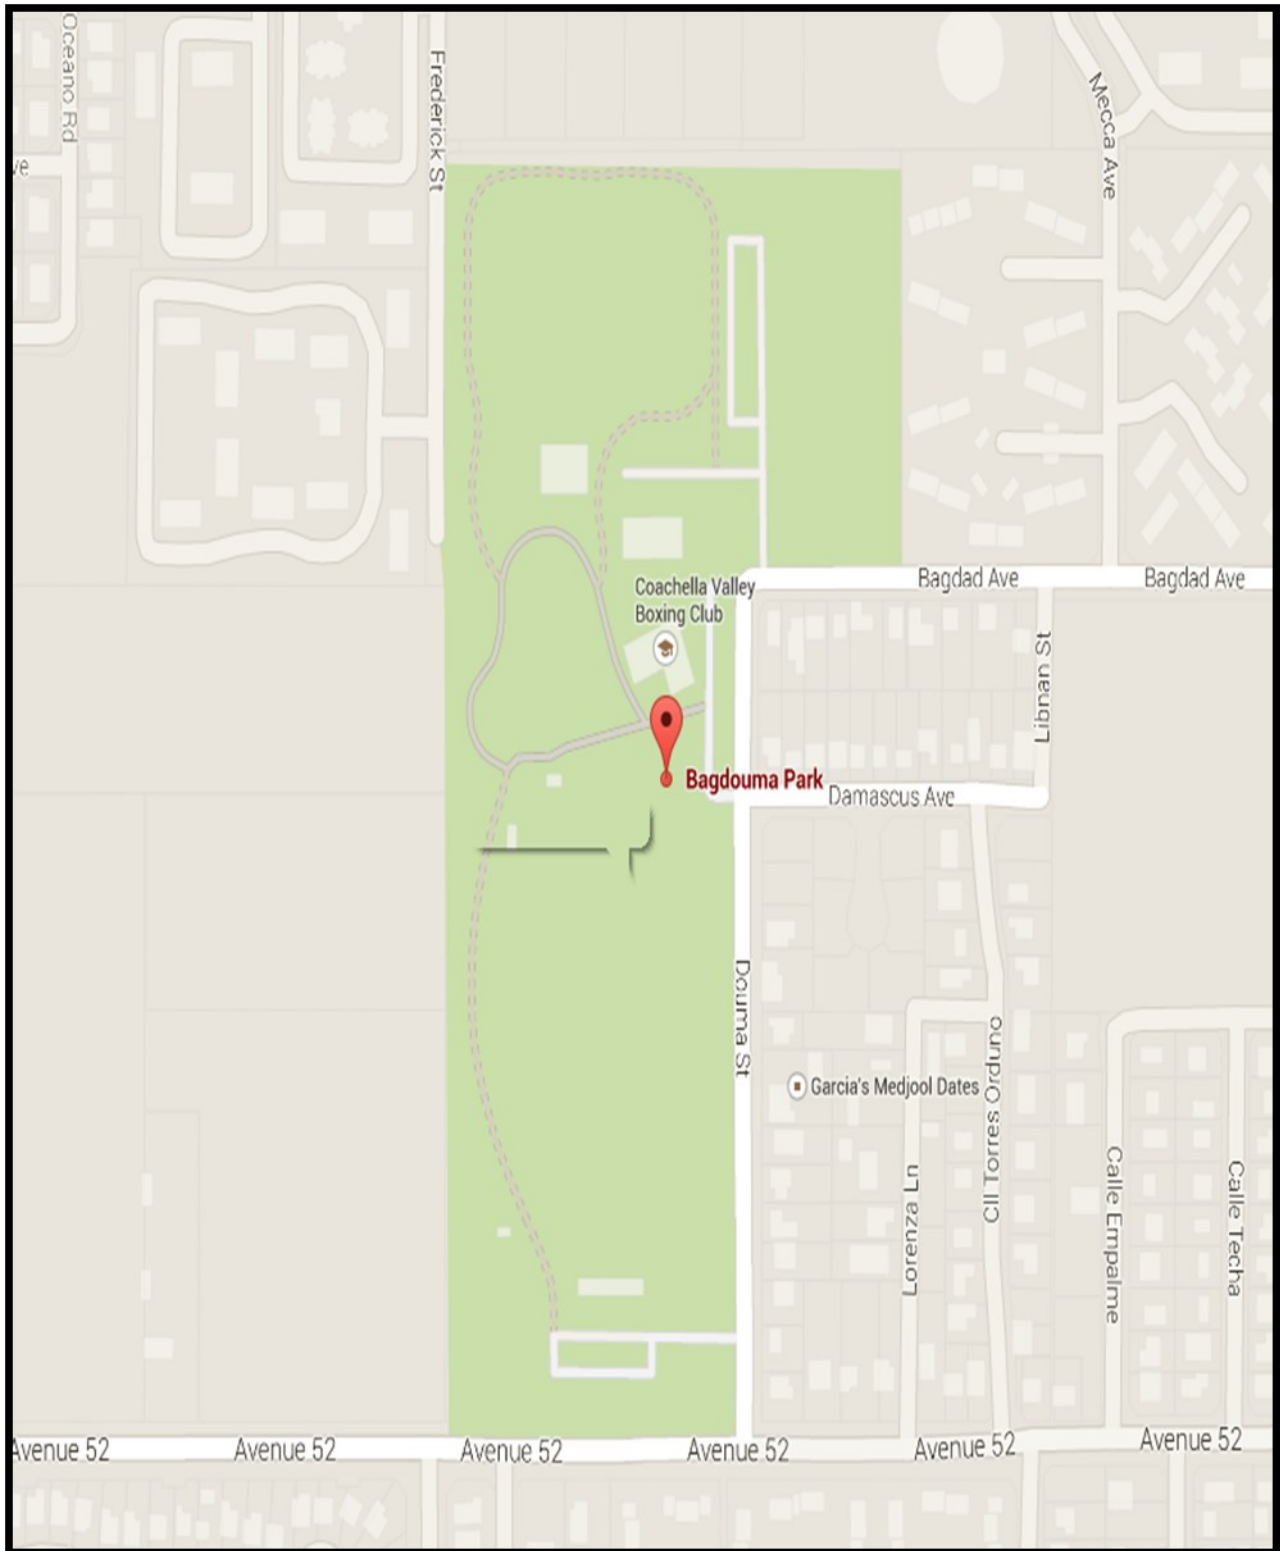 Oceano Rd
Frederick St
Mecca Ave
ve
Coachella Valley
Boxing Club
Bagdad Ave
Bagdad Ave
Libnan St
Bagdouma Park
Damascus Ave
Douma St
Garcia's Medjool Dates
Cll Torres Orduno
Lorenza Ln
Calle Empalme
Calle Techa
Avenue 52
Avenue 52
Avenue 52
Avenue 52
Avenue 52
Avenue 52